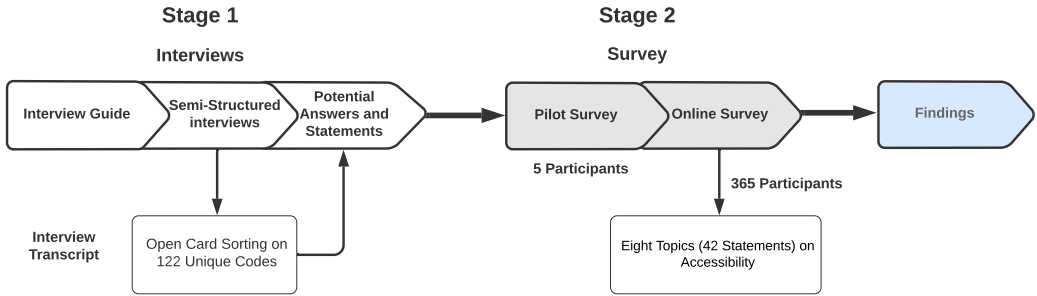 Stage 1
Stage 2
Interviews
Survey
Interview Guide
Semi-Structured
interviews
Potential
Answers and
Statements
Pilot Survey
Online Survey
Findings
5 Participants
365 Participants
Interview
Transcript
Open Card Sorting on
122 Unique Codes
Eight Topics (42 Statements) on
Accessibility